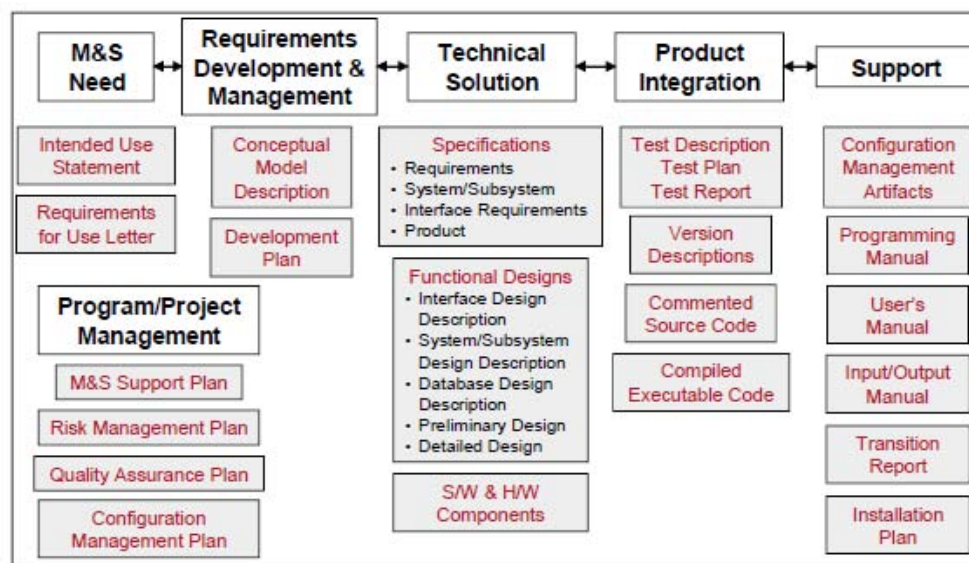 M&S
Need
Requirements
Development &
Management
Technical
Solution
Product
Integration
Support
Intended Use
Statement
Requirements
for Use Letter
Conceptual
Model
Description
Development
Plan
Specifications
• Requirements
• System/Subsystem
• Interface Requirements
• Product
Functional Designs
• Interface Design
Description
• System/Subsystem
Design Description
• Database Design
Description
• Preliminary Design
• Detailed Design
S/W & H/W
Components
Test Description
Test Plan
Test Report
Version
Descriptions
Commented
Source Code
Compiled
Executable Code
Configuration
Management
Artifacts
Programming
Manual
User's
Manual
Input/Output
Manual
Transition
Report
Installation
Plan
Program/Project
Management
M&S Support Plan
Risk Management Plan
Quality Assurance Plan
Configuration
Management Plan